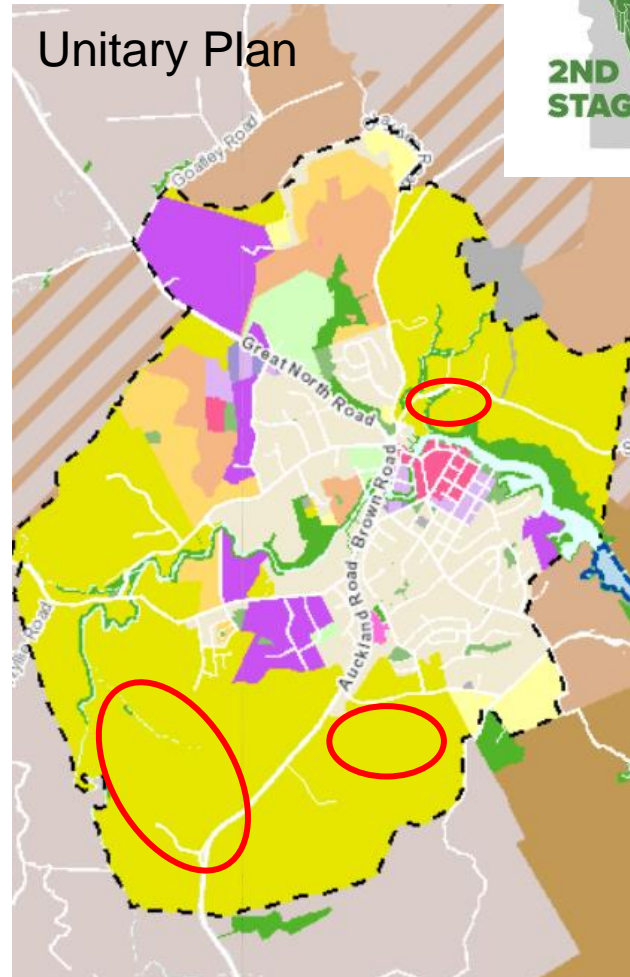 Unitary Plan
2ND
STAG
Goatley Road
Great North Road
Auckland Road
Brown Road